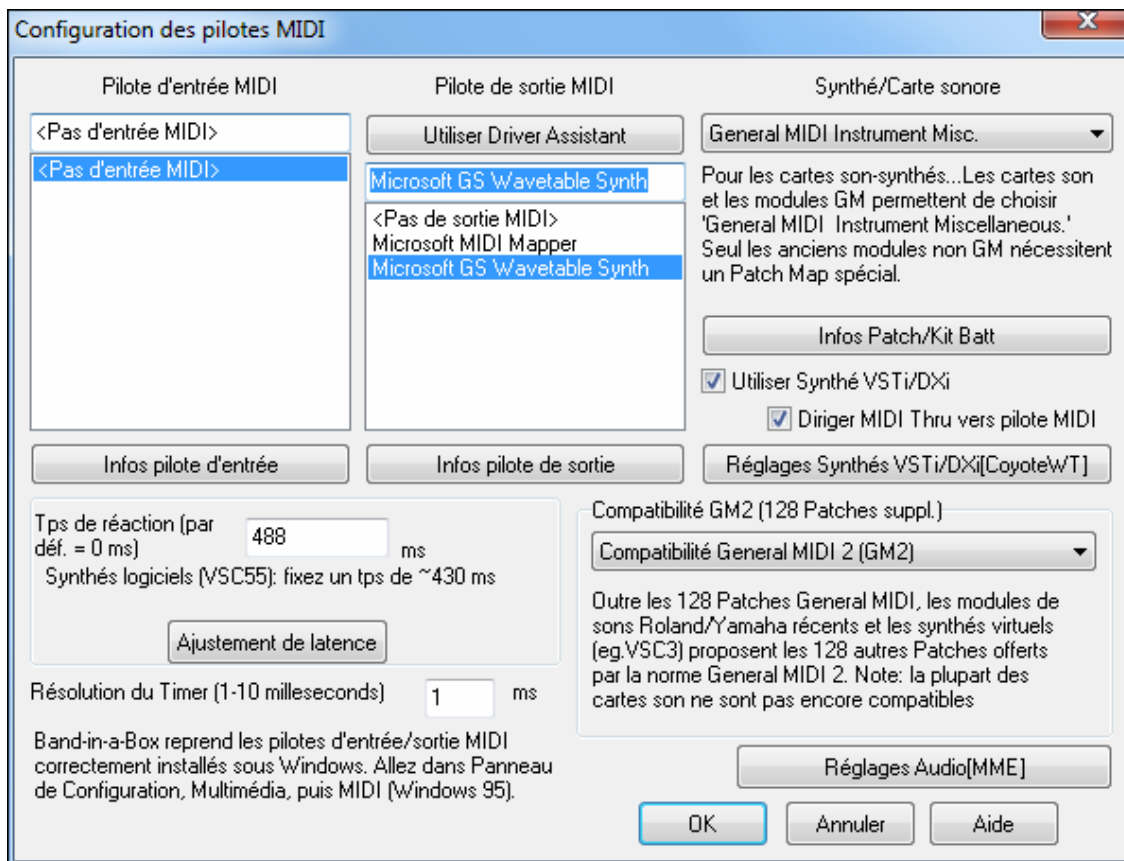 Configuration des pilotes MIDI
Pilote d'entrée MIDI
<Pas d'entrée MIDI>
<Pas d'entrée MIDI>
Infos pilote d'entrée
Pilote de sortie MIDI
Utiliser Driver Assistant
Microsoft GS Wavetable Synth
<Pas de sortie MIDI>
Microsoft MIDI Mapper
Microsoft GS Wavetable Synth
Infos pilote de sortie
Synthé/Carte sonore
General MIDI Instrument Misc.
Pour les cartes son-synthés...Les cartes son
et les modules GM permetent de choisir
'General MIDI  Instrument Miscellaneous.'
Seul les anciens modules non GM nécessitent
un Patch Map spécial.
Infos Patch/Kit Batt
Utiliser Synthé VSTi/DXi
Diriger MIDI Thru vers pilote MIDI
Réglages Synthés VSTi/DXi[CoyoteWT]
Tps de réaction (par
déf. = 0 ms)
488
ms
Synthés logiciels (VSC55): fixez un tps de ~430 ms
Ajustement de latence
Résolution du Timer (1-10 milleseconds)
1
ms
Band-in-a-Box reprend les pilotes d'entrée/sortie MIDI
correctement installés sous Windows. Allez dans Panneau
de Configuration, Multimédia, puis MIDI (Windows 95).
Compatibilité GM2 (128 Patches suppl.)
Compatibilité General MIDI 2 (GM2)
Outre les 128 Patches General MIDI, les modules de
sons Roland/Yamaha récents et les synthés virtuels
(eg.VSC3) proposent les 128 autres Patches offerts
par la norme General MIDI 2. Note: la plupart des
cartes son ne sont pas encore compatibles
Réglages Audio[MME]
OK
Annuler
Aide